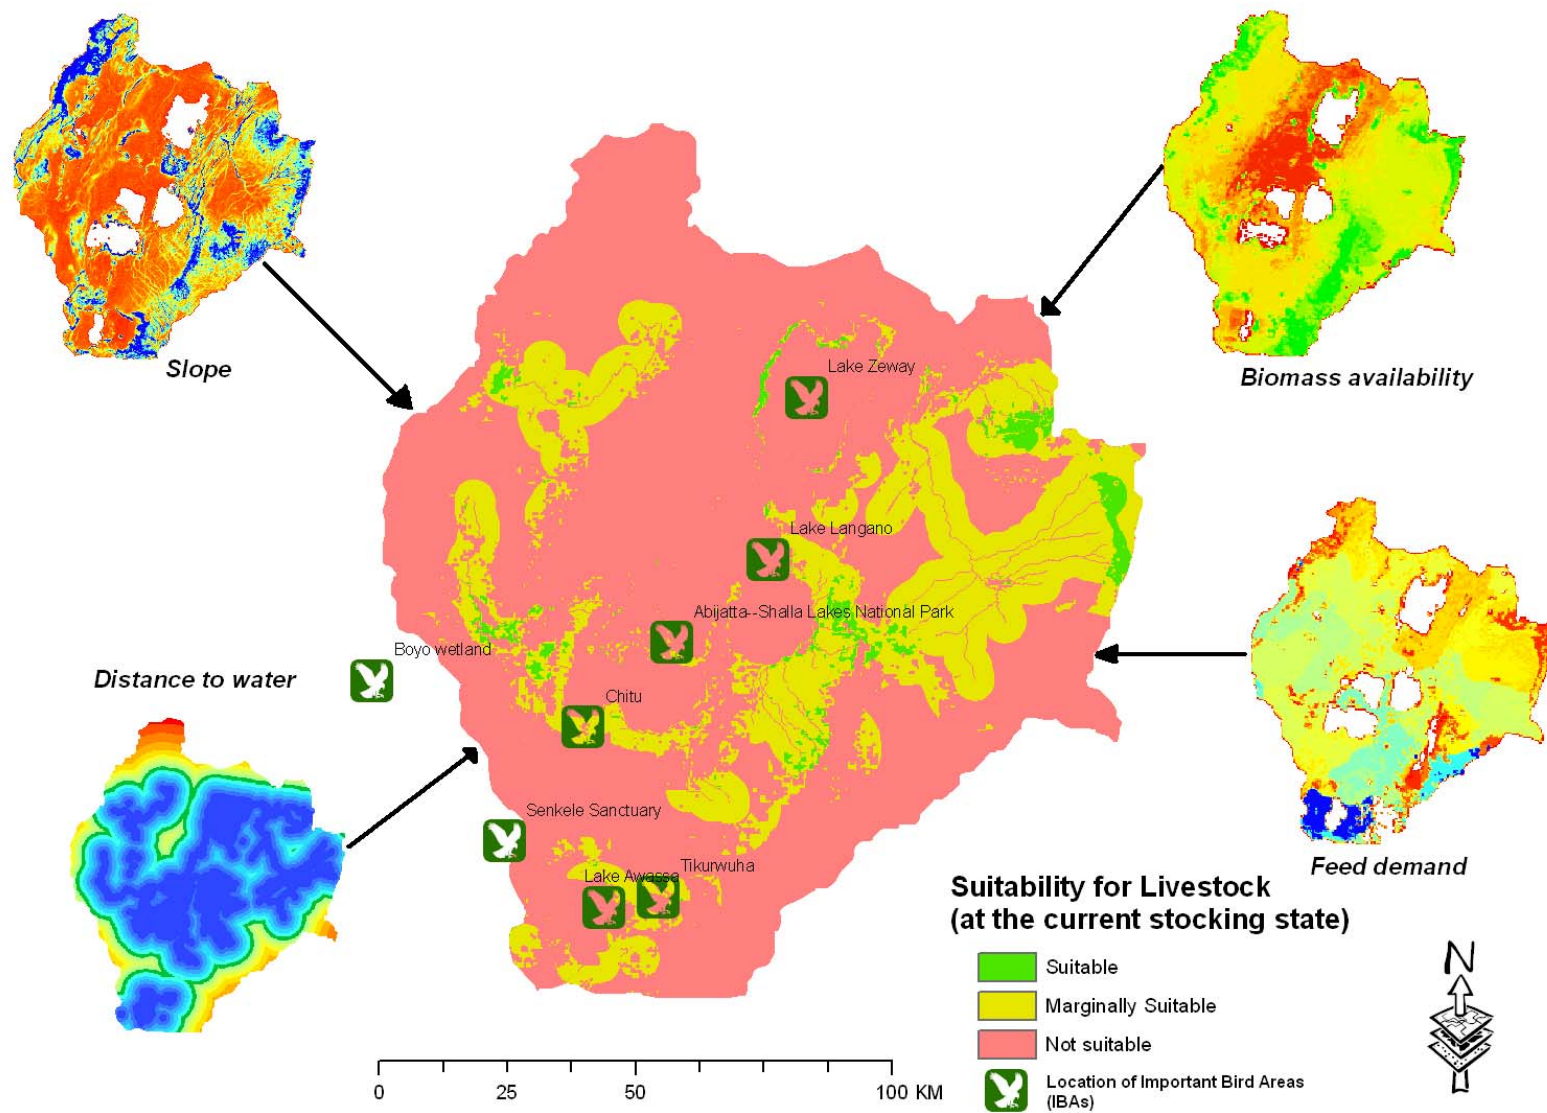 Slope
Biomass availability
Lake Zeway
Lake Langano
Abijatta--Shalla Lakes National Park
Boyo wetland
Distance to water
Chitu
Senkele Sanctuary
Tikurwuha
Lake Awassa
Feed demand
Suitability for Livestock
(at the current stocking state)
Suitable
Marginally Suitable
Not suitable
Location of Important Bird Areas
(IBAs)
N
0 25 50 100 KM